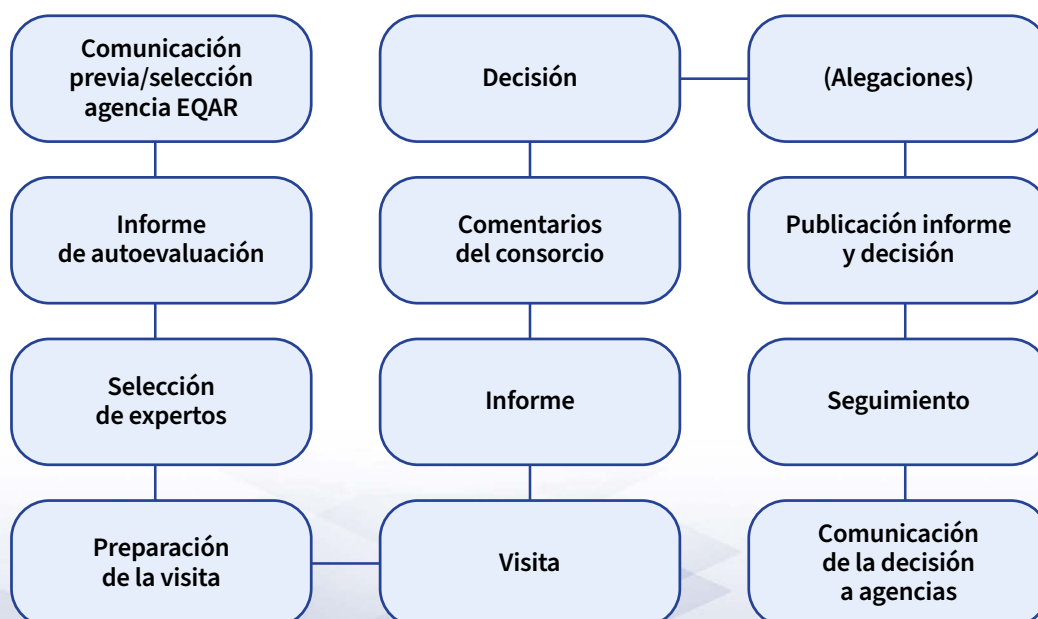 Comunicación
previa/selección
agencia EQAR
Informe
de autoevaluación
Selección
de expertos
Preparación
de la visita
Visita
Informe
Comentarios
del consorcio
Decisión
(Alegaciones)
Publicación informe
y decisión
Seguimiento
Comunicación
de la decisión
a agencias